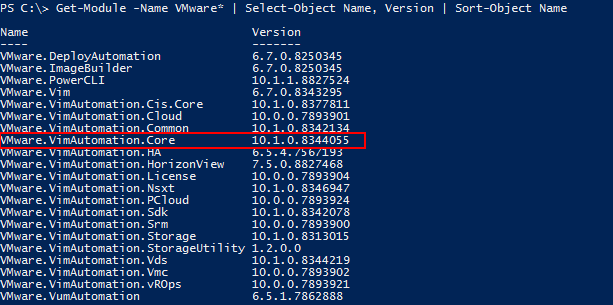 PS C:\> Get-Module -Name VMware* | Select-Object Name, Version | Sort-Object Name
Name Version
---- -------
VMware.DeployAutomation 6.7.0.8250345
VMware.ImageBuilder 6.7.0.8250345
VMware.PowerCLI 10.1.1.8827524
VMware.Vim 6.7.0.8343295
VMware.VimAutomation.Cis.Core 10.1.0.8377811
VMware.VimAutomation.Cloud 10.0.0.7893901
VMware.VimAutomation.Common 10.1.0.8342134
VMware.VimAutomation.Core 10.1.0.8344055
VMware.VimAutomation.HA 6.5.4.7567193
VMware.VimAutomation.HorizonView 7.5.0.8827468
VMware.VimAutomation.License 10.0.0.7893904
VMware.VimAutomation.Nsxt 10.1.0.8346947
VMware.VimAutomation.PCloud 10.0.0.7893924
VMware.VimAutomation.Sdk 10.1.0.8342078
VMware.VimAutomation.Srm 10.0.0.7893900
VMware.VimAutomation.Storage 10.1.0.8313015
VMware.VimAutomation.StorageUtility 1.2.0.0
VMware.VimAutomation.Vds 10.1.0.8344219
VMware.VimAutomation.Vmc 10.0.0.7893902
VMware.VimAutomation.vROps 10.0.0.7893921
VMware.VumAutomation 6.5.1.7862888